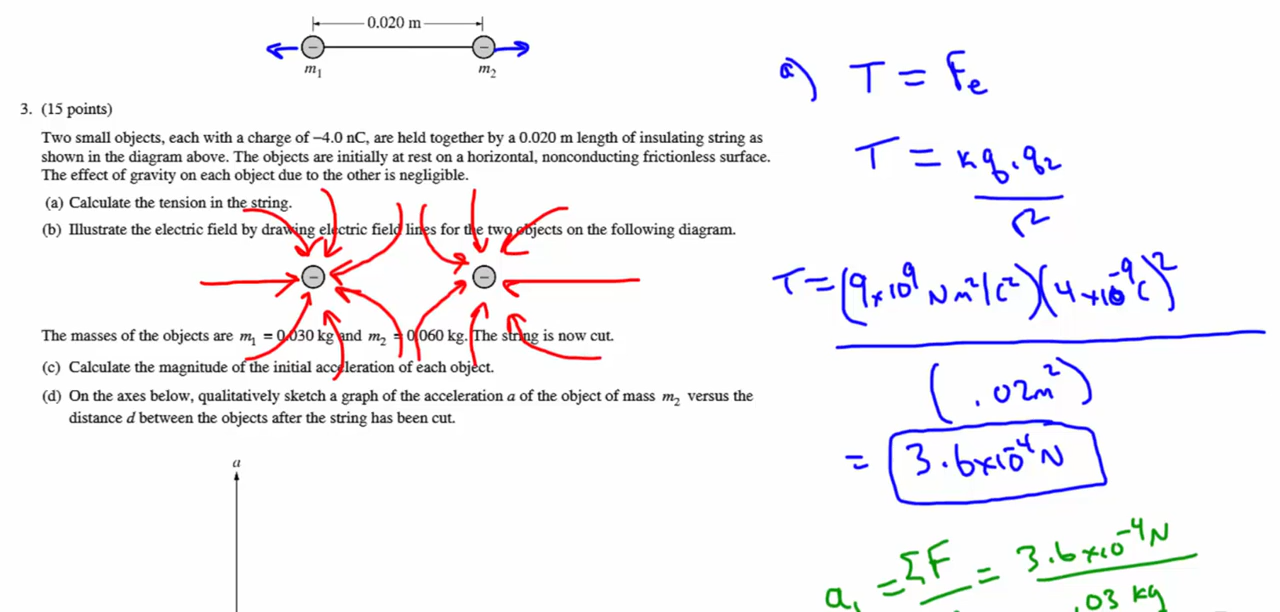 0.020 m
− −
m₁ m₂
3. (15 points)
Two small objects, each with a charge of –4.0 nC, are held together by a 0.020 m length of insulating string as
shown in the diagram above. The objects are initially at rest on a horizontal, nonconducting frictionless surface.
The effect of gravity on each object due to the other is negligible.
(a) Calculate the tension in the string.
(b) Illustrate the electric field by drawing electric field lines for the two objects on the following diagram.
− −
The masses of the objects are m₁ = 0.030 kg and m₂ = 0.060 kg. The string is now cut.
(c) Calculate the magnitude of the initial acceleration of each object.
(d) On the axes below, qualitatively sketch a graph of the acceleration a of the object of mass m₂ versus the
distance d between the objects after the string has been cut.
a
a) T = Fe
T = k q₁ · q₂
r²
T = (9×10⁹ Nm²/C²)(4×10⁻⁹C)²
(.02m²)
= 3.6×10⁻⁴N
a₁ = ΣF = 3.6×10⁻⁴N
.03 kg